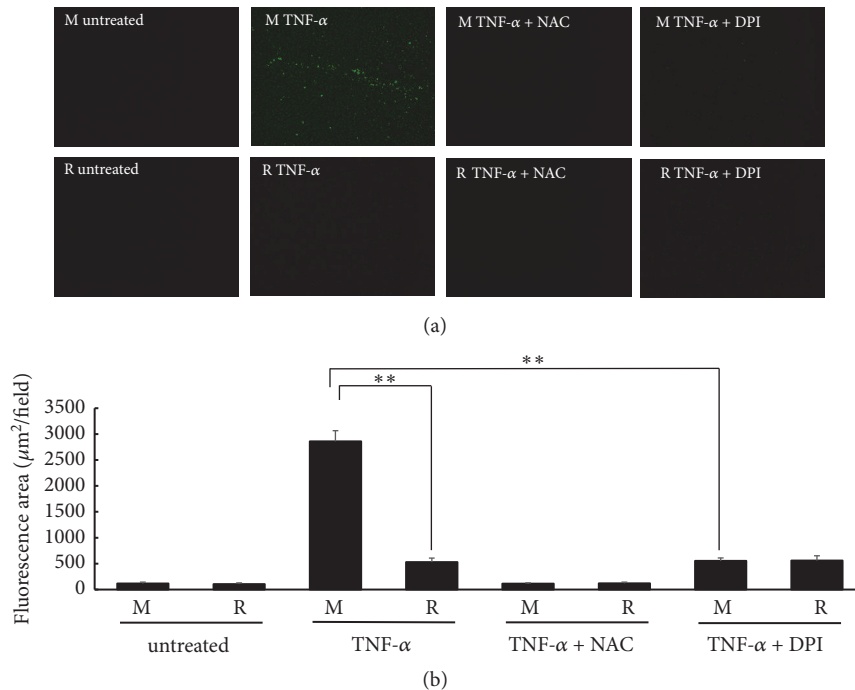 M untreated
M TNF-α
M TNF-α + NAC
M TNF-α + DPI
R untreated
R TNF-α
R TNF-α + NAC
R TNF-α + DPI
(a)
**
**
Fluorescence area (μm²/field)
3500
3000
2500
2000
1500
1000
500
0
M R M R M R M R
untreated TNF-α TNF-α + NAC TNF-α + DPI
(b)